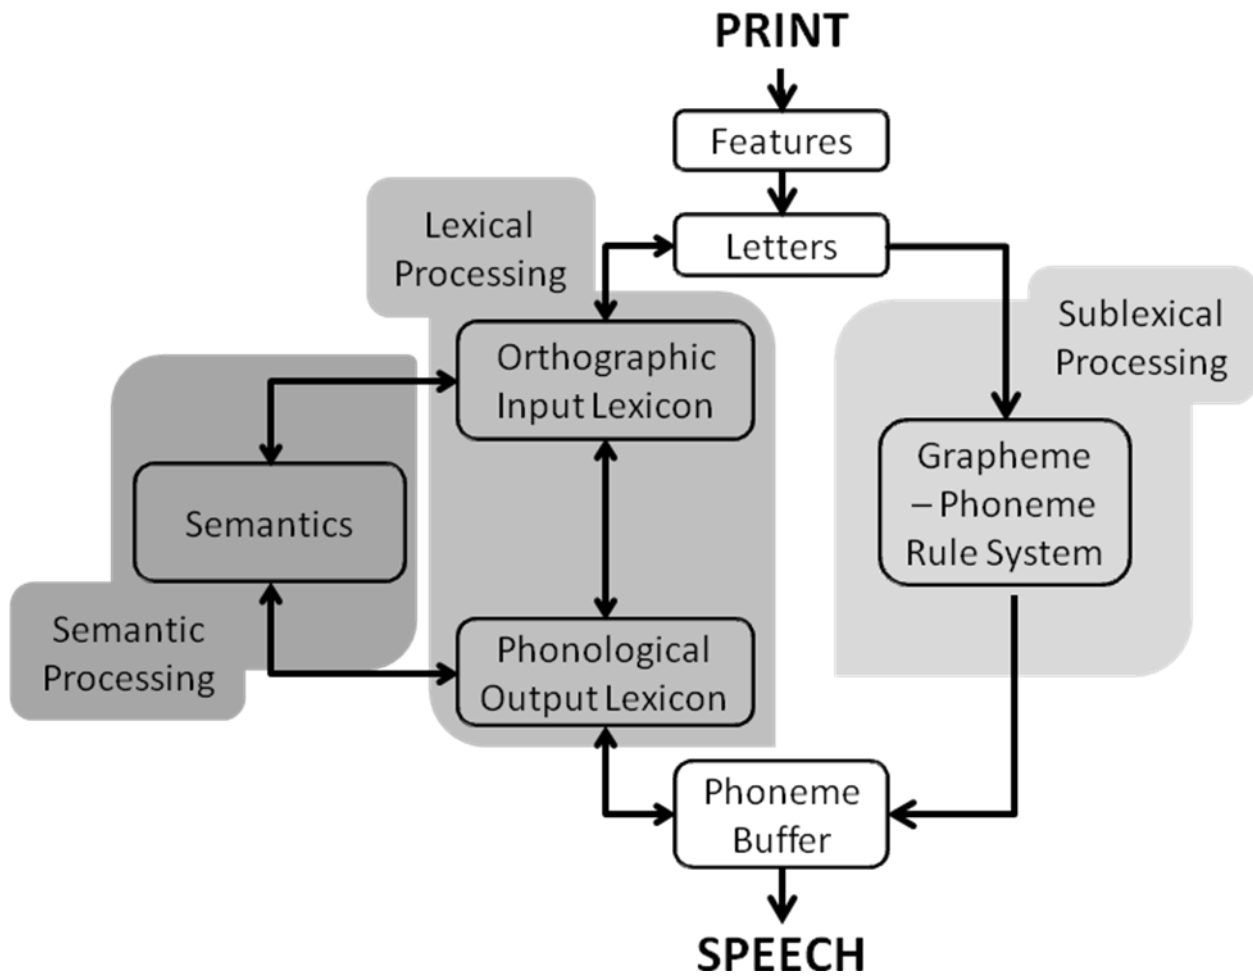 PRINT
Features
Letters
Lexical
Processing
Orthographic
Input Lexicon
Sublexical
Processing
Grapheme
– Phoneme
Rule System
Semantics
Semantic
Processing
Phonological
Output Lexicon
Phoneme
Buffer
SPEECH